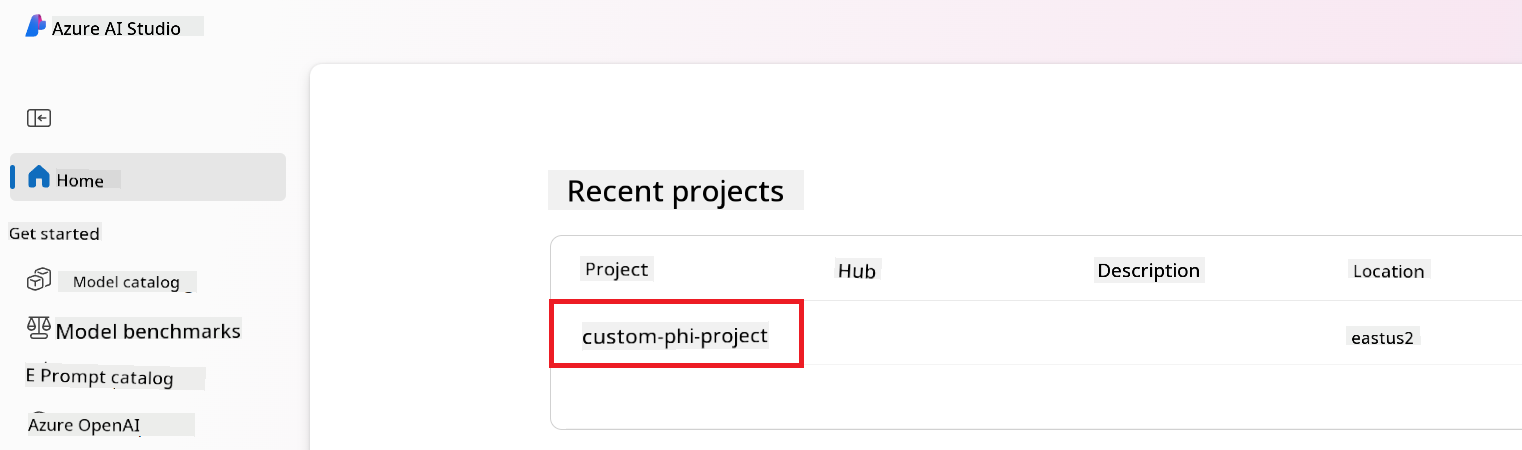 Azure AI Studio
Home
Get started
Model catalog
Model benchmarks
E Prompt catalog
Azure OpenAI
Recent projects
Project Hub Description Location
custom-phi-project eastus2